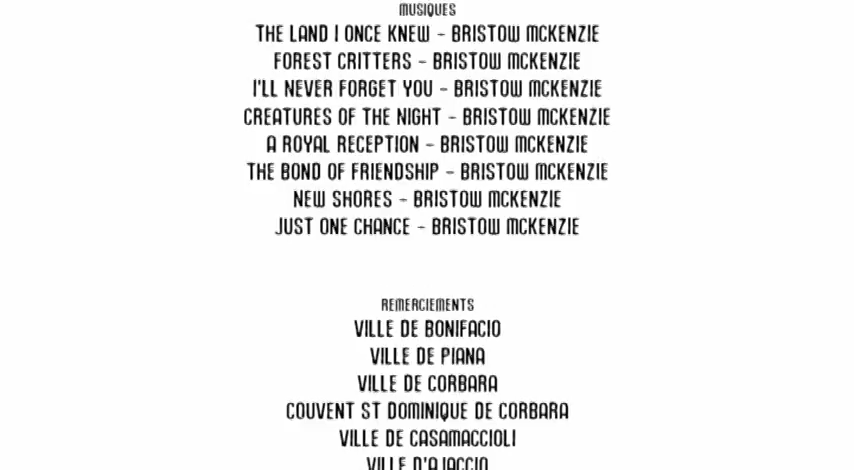 MUSIQUES
THE LAND I ONCE KNEW - BRISTOW MCKENZIE
FOREST CRITTERS - BRISTOW MCKENZIE
I'LL NEVER FORGET YOU - BRISTOW MCKENZIE
CREATURES OF THE NIGHT - BRISTOW MCKENZIE
A ROYAL RECEPTION - BRISTOW MCKENZIE
THE BOND OF FRIENDSHIP - BRISTOW MCKENZIE
NEW SHORES - BRISTOW MCKENZIE
JUST ONE CHANCE - BRISTOW MCKENZIE
REMERCIEMENTS
VILLE DE BONIFACIO
VILLE DE PIANA
VILLE DE CORBARA
COUVENT ST DOMINIQUE DE CORBARA
VILLE DE CASAMACCIOLI
VILLE D'AJACCIO